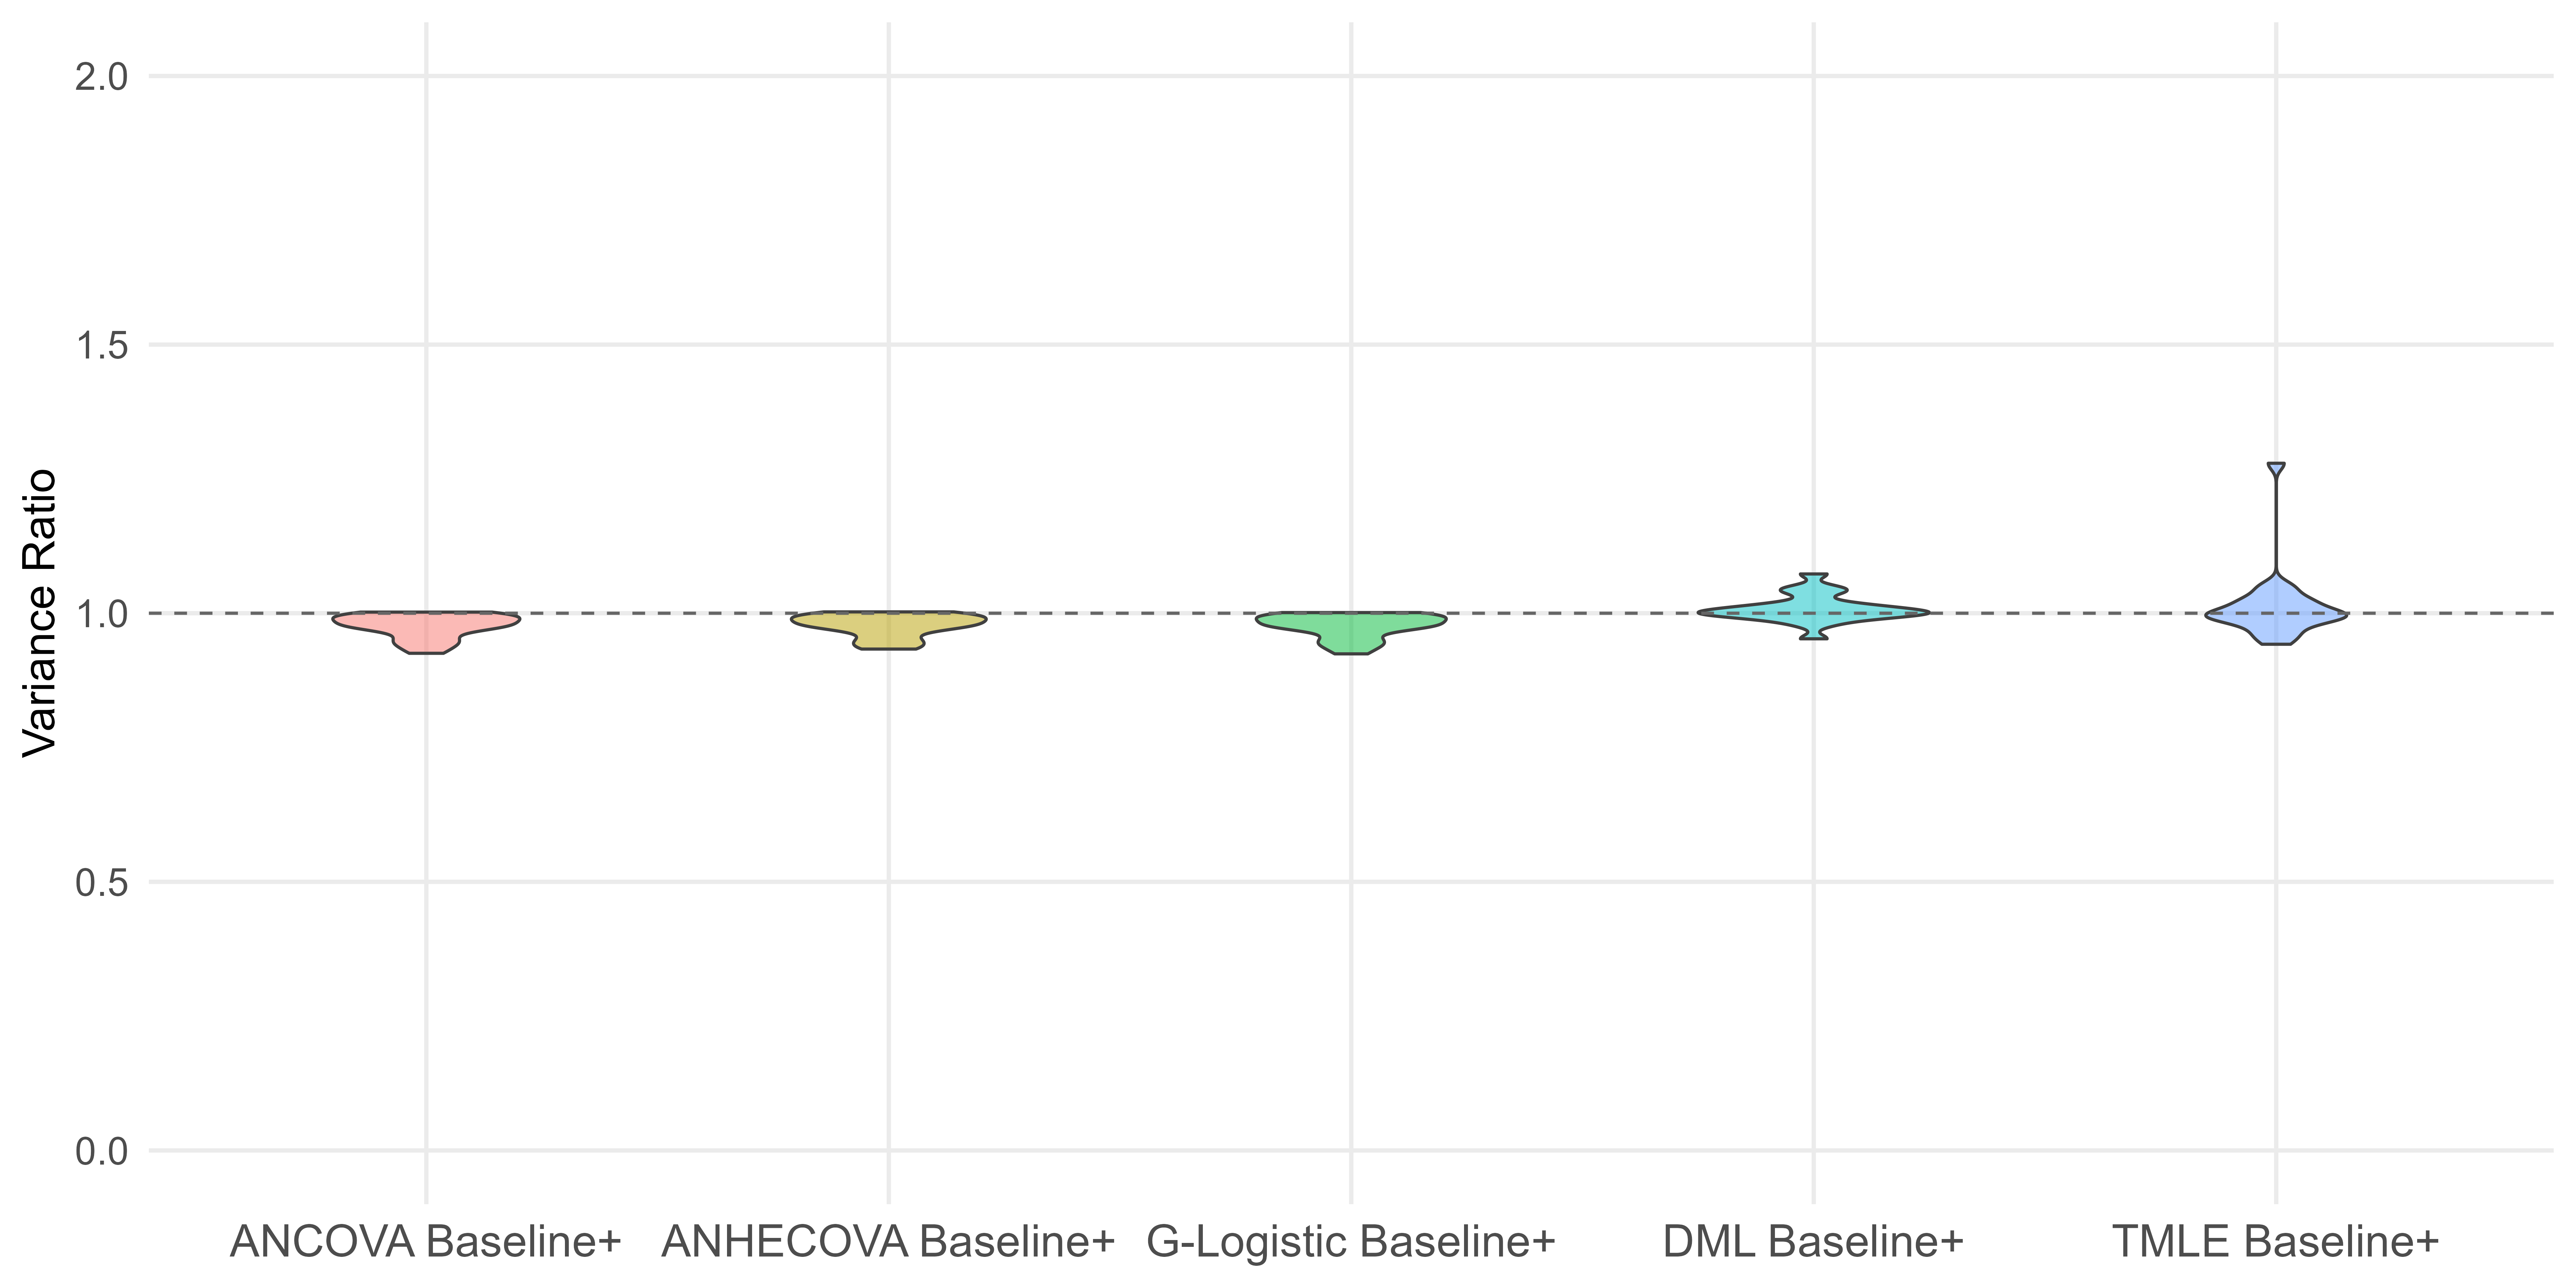 2.0
1.5
1.0
0.5
0.0
Variance Ratio
ANCOVA Baseline+
ANHECOVA Baseline+
G-Logistic Baseline+
DML Baseline+
TMLE Baseline+